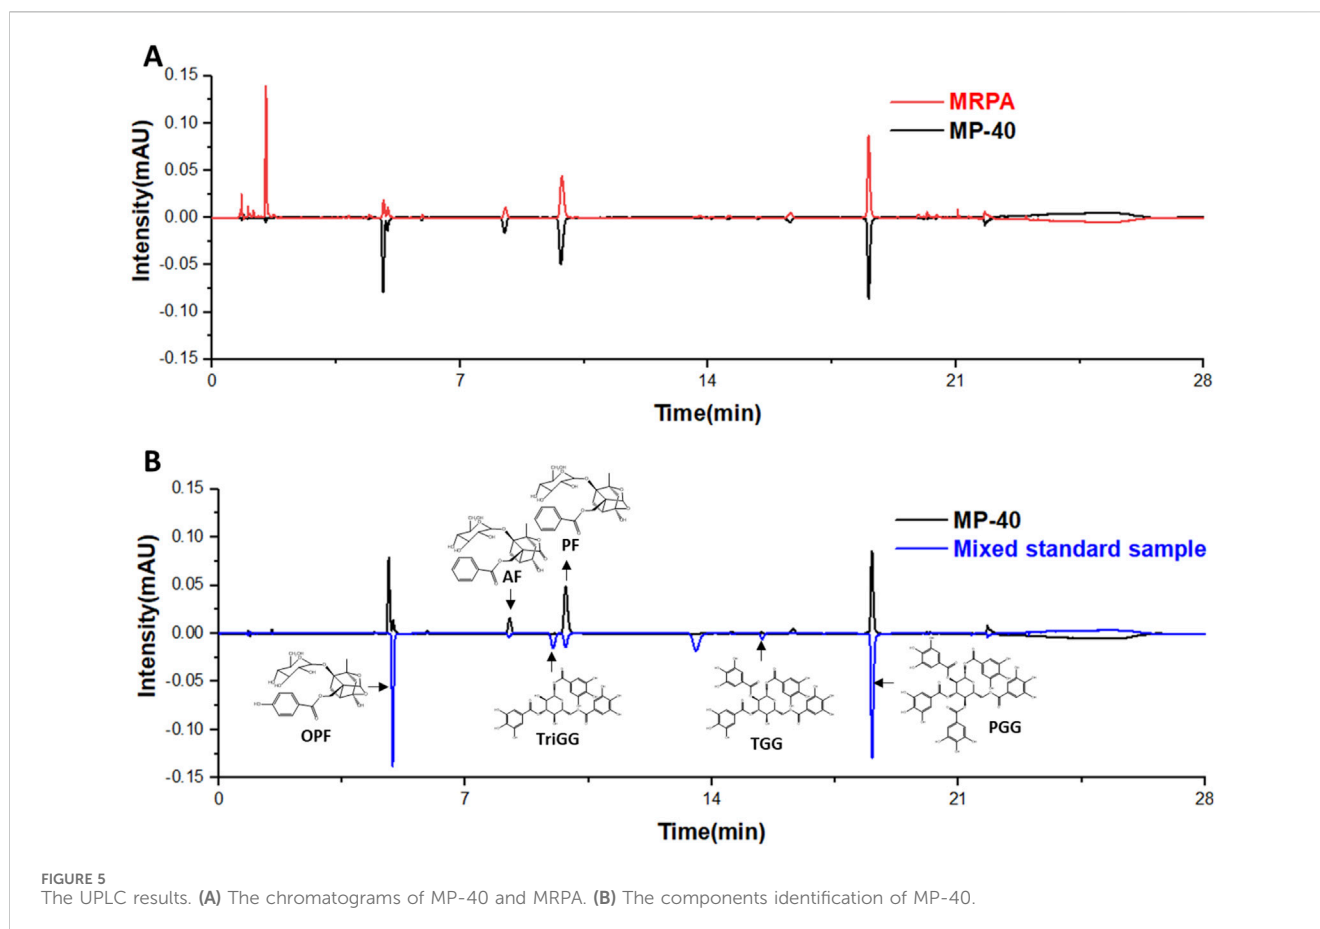 A
0.15
0.10
0.05
0.00
-0.05
-0.10
-0.15
Intensity(mAU)
MRPA
MP-40
0 7 14 21 28
Time(min)
B
0.15
0.10
0.05
0.00
-0.05
-0.10
-0.15
Intensity(mAU)
MP-40
Mixed standard sample
AF
PF
OPF
TriGG
TGG
PGG
0 7 14 21 28
Time(min)
FIGURE 5
The UPLC results. (A) The chromatograms of MP-40 and MRPA. (B) The components identification of MP-40.